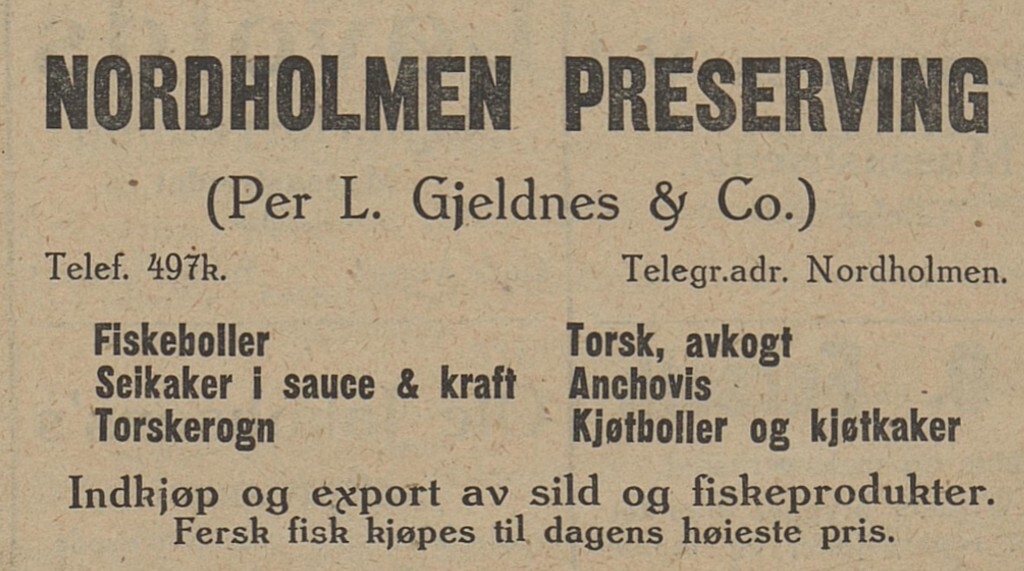 NORDHOLMEN PRESERVING
(Per L. Gjeldnes & Co.)
Telef. 497k. Telegr.adr. Nordholmen.
Fiskeboller Torsk, avkogt
Seikaker i sauce & kraft Anchovis
Torskerogn Kjøtboller og kjøtkaker
Indkjøp og export av sild og fiskeprodukter.
Fersk fisk kjøpes til dagens høieste pris.